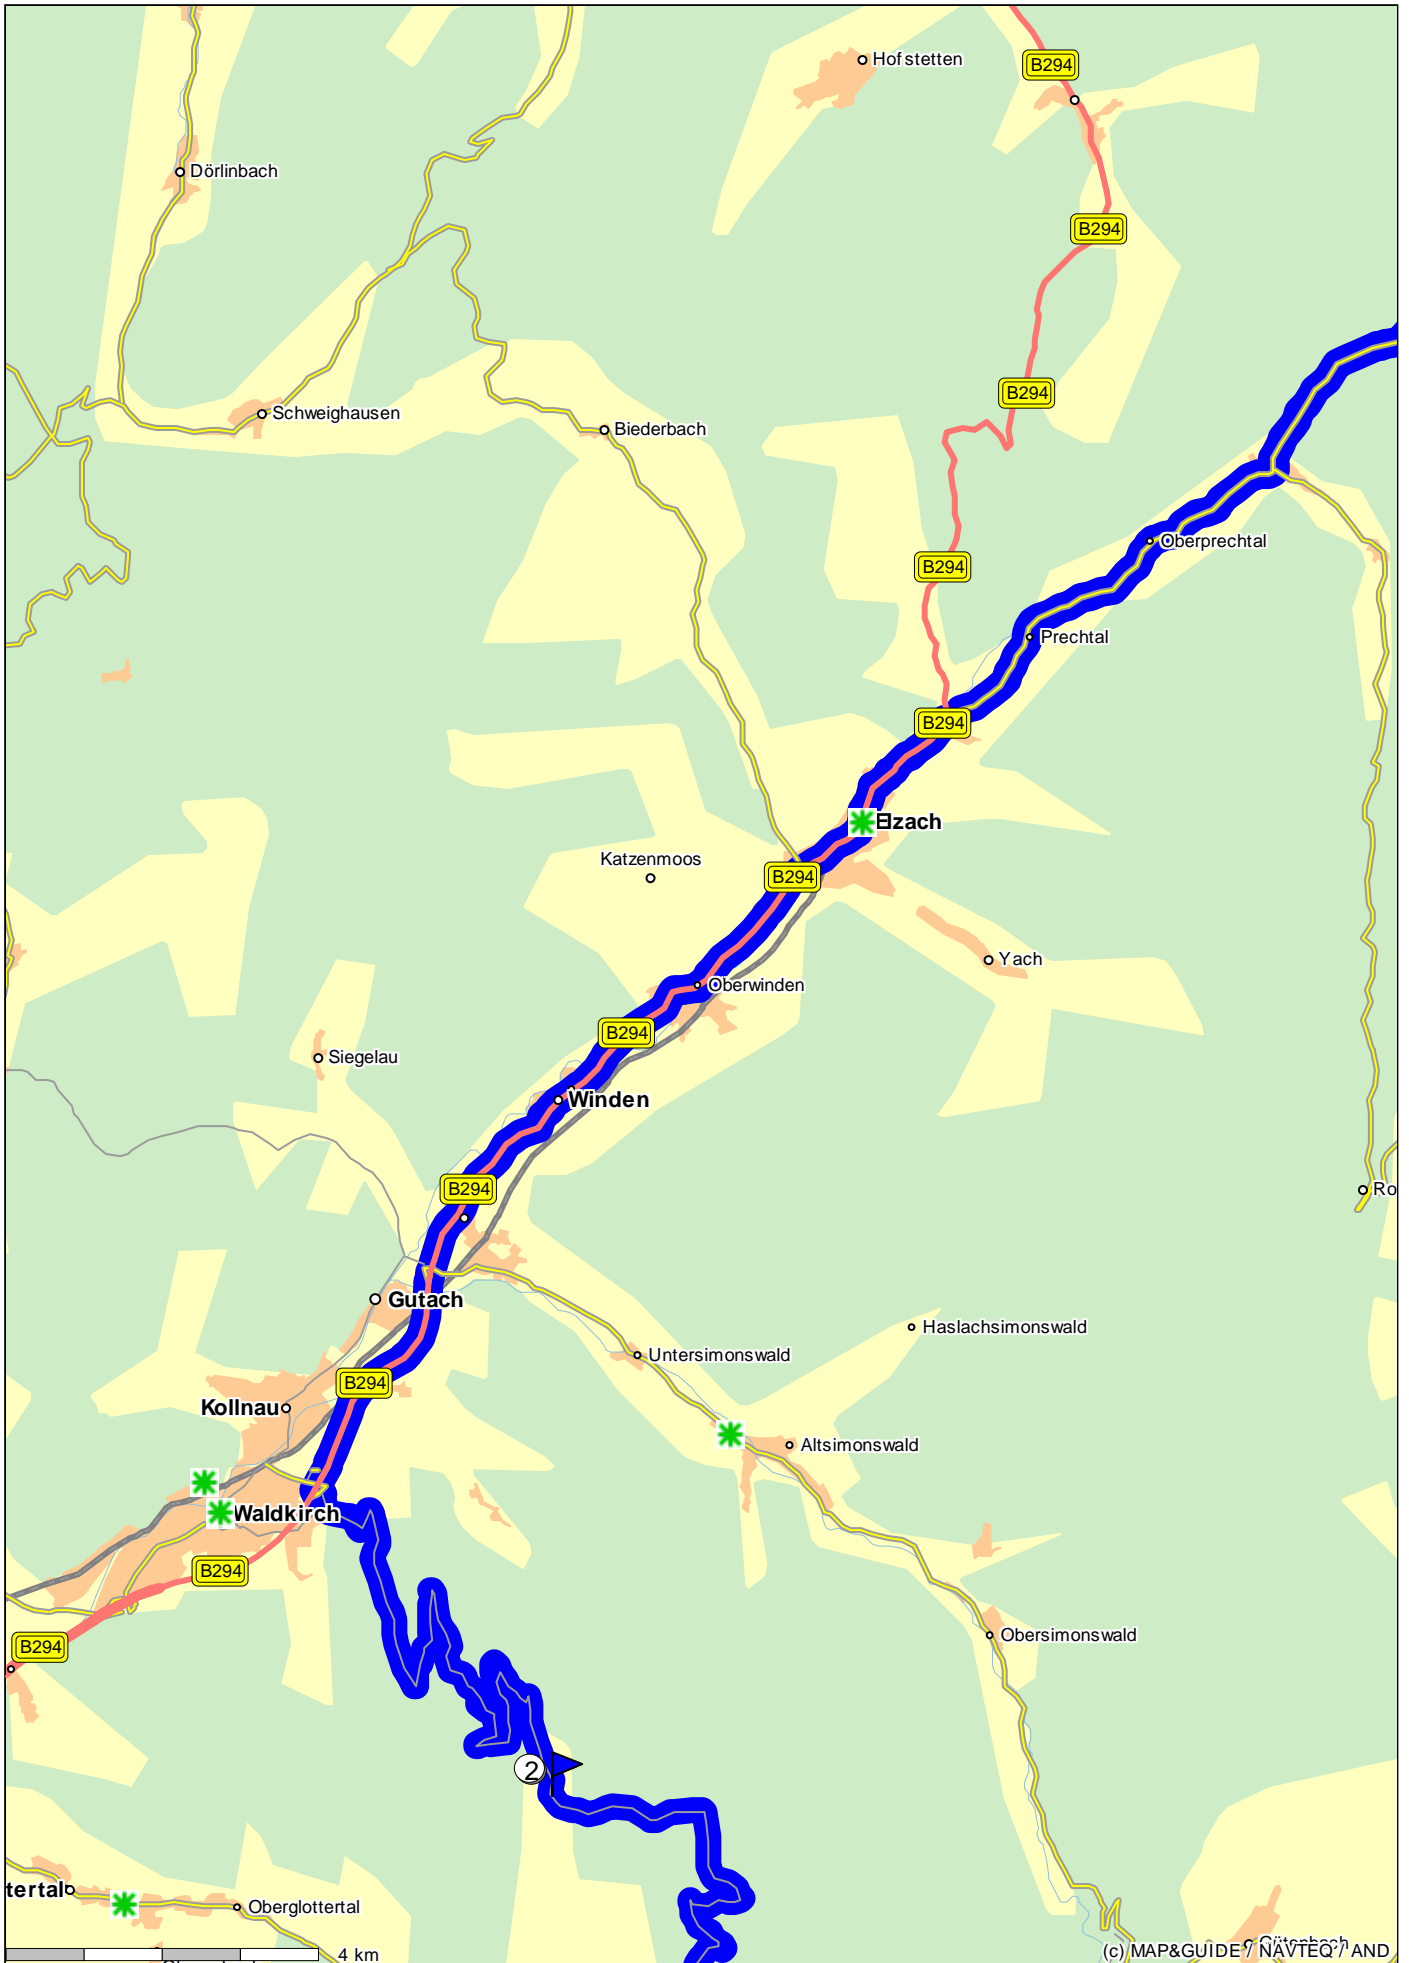 Hofstetten
B294
Dörlinbach
B294
B294
Schweighausen
Biederbach
Oberprechtal
B294
Prechtal
B294
Elzach
Katzenmoos
B294
Yach
Oberwinden
B294
Siegelau
Winden
B294
Ro
Gutach
Haslachsimonswald
Untersimonswald
B294
Kollnau
Altsimonswald
Waldkirch
B294
Obersimonswald
B294
2
tertal
Oberglottertal
Gütenbach
4 km
(c) MAP&GUIDE / NAVTEQ / AND